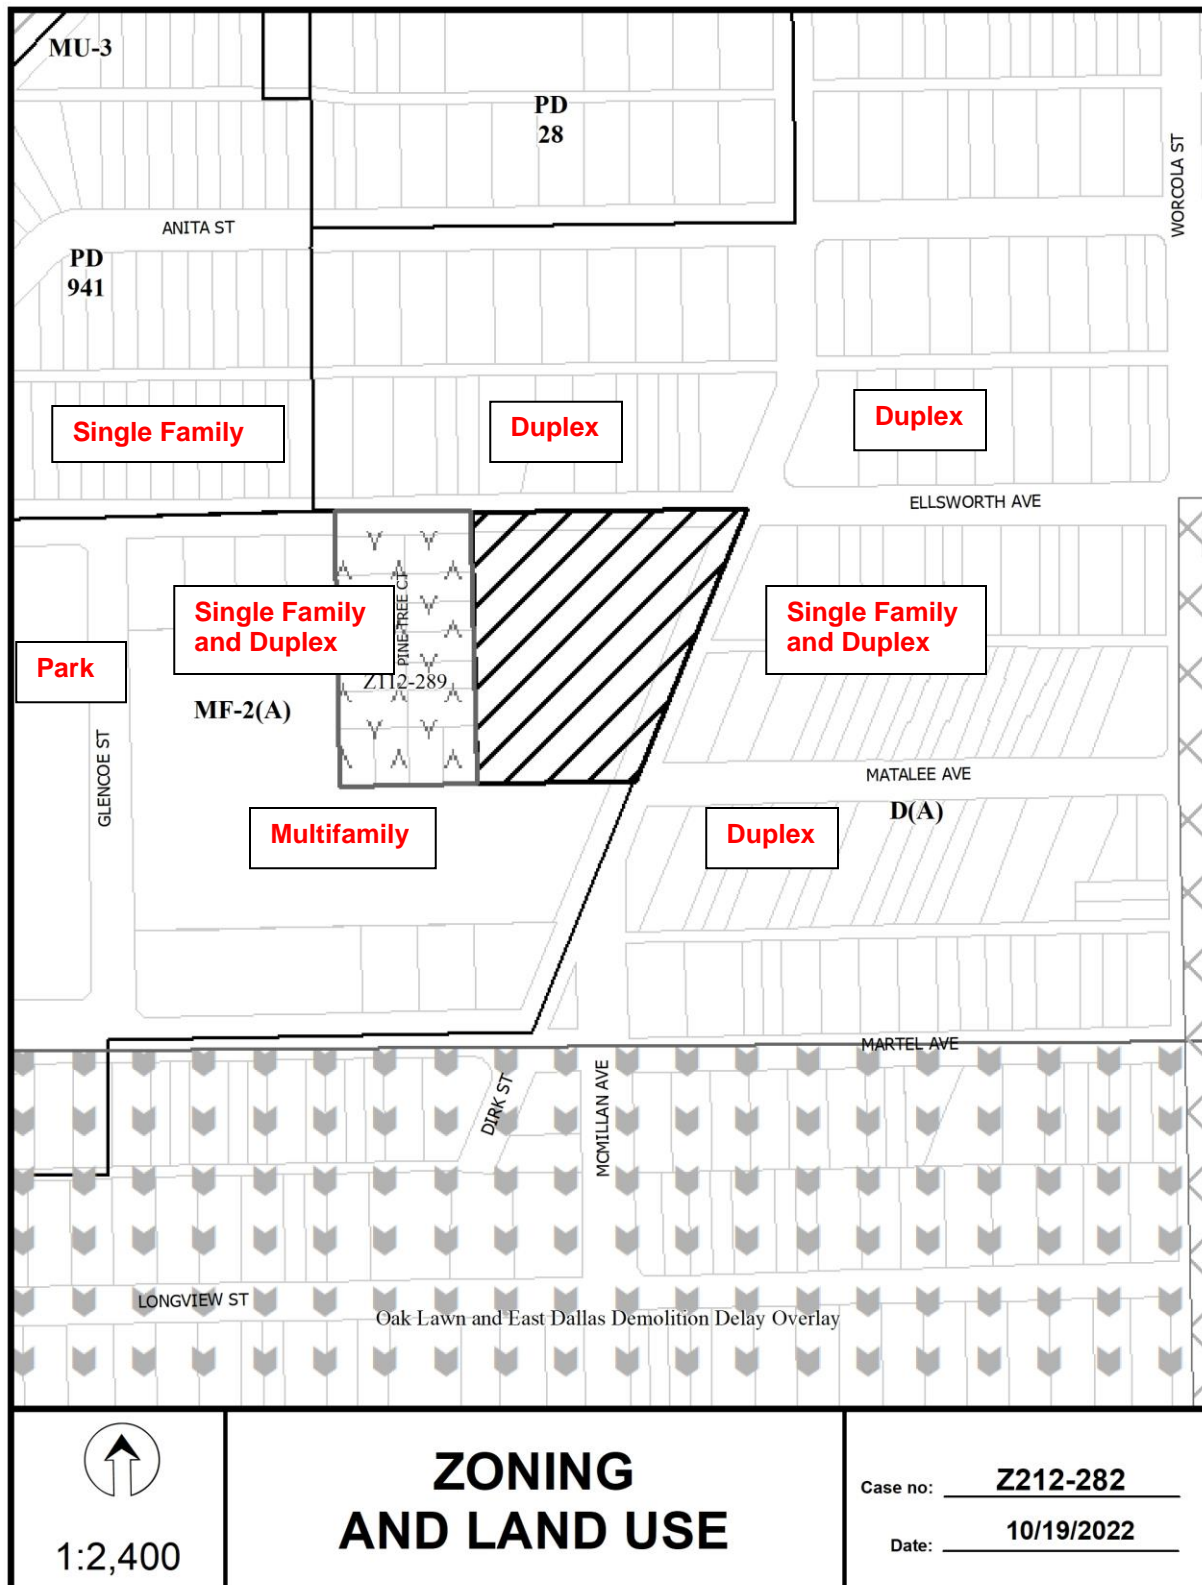 MU-3
PD
28
WORCOLA ST
ANITA ST
PD
941
Single Family
Duplex
Duplex
ELLSWORTH AVE
Single Family
and Duplex
PINE TREE CT
Single Family
and Duplex
Park
Z112-289
MF-2(A)
GLENCOE ST
MATALEE AVE
D(A)
Multifamily
Duplex
MARTEL AVE
DIRK ST
MCMILLAN AVE
LONGVIEW ST
Oak Lawn and East Dallas Demolition Delay Overlay
1:2,400
ZONING
AND LAND USE
Case no: Z212-282
Date: 10/19/2022